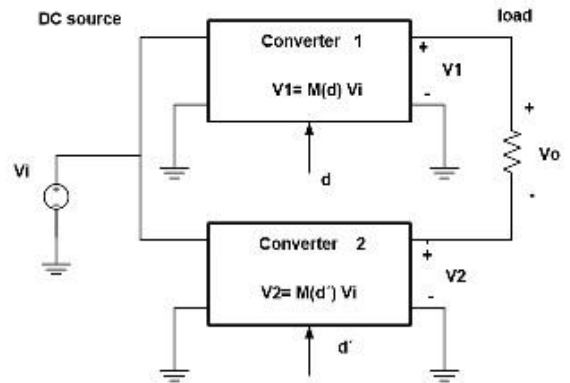 DC source
load
Converter 1
V1= M(d) Vi
+
V1
-
d
+
Vo
-
Vi
Converter 2
V2= M(d´) Vi
+
V2
-
d´